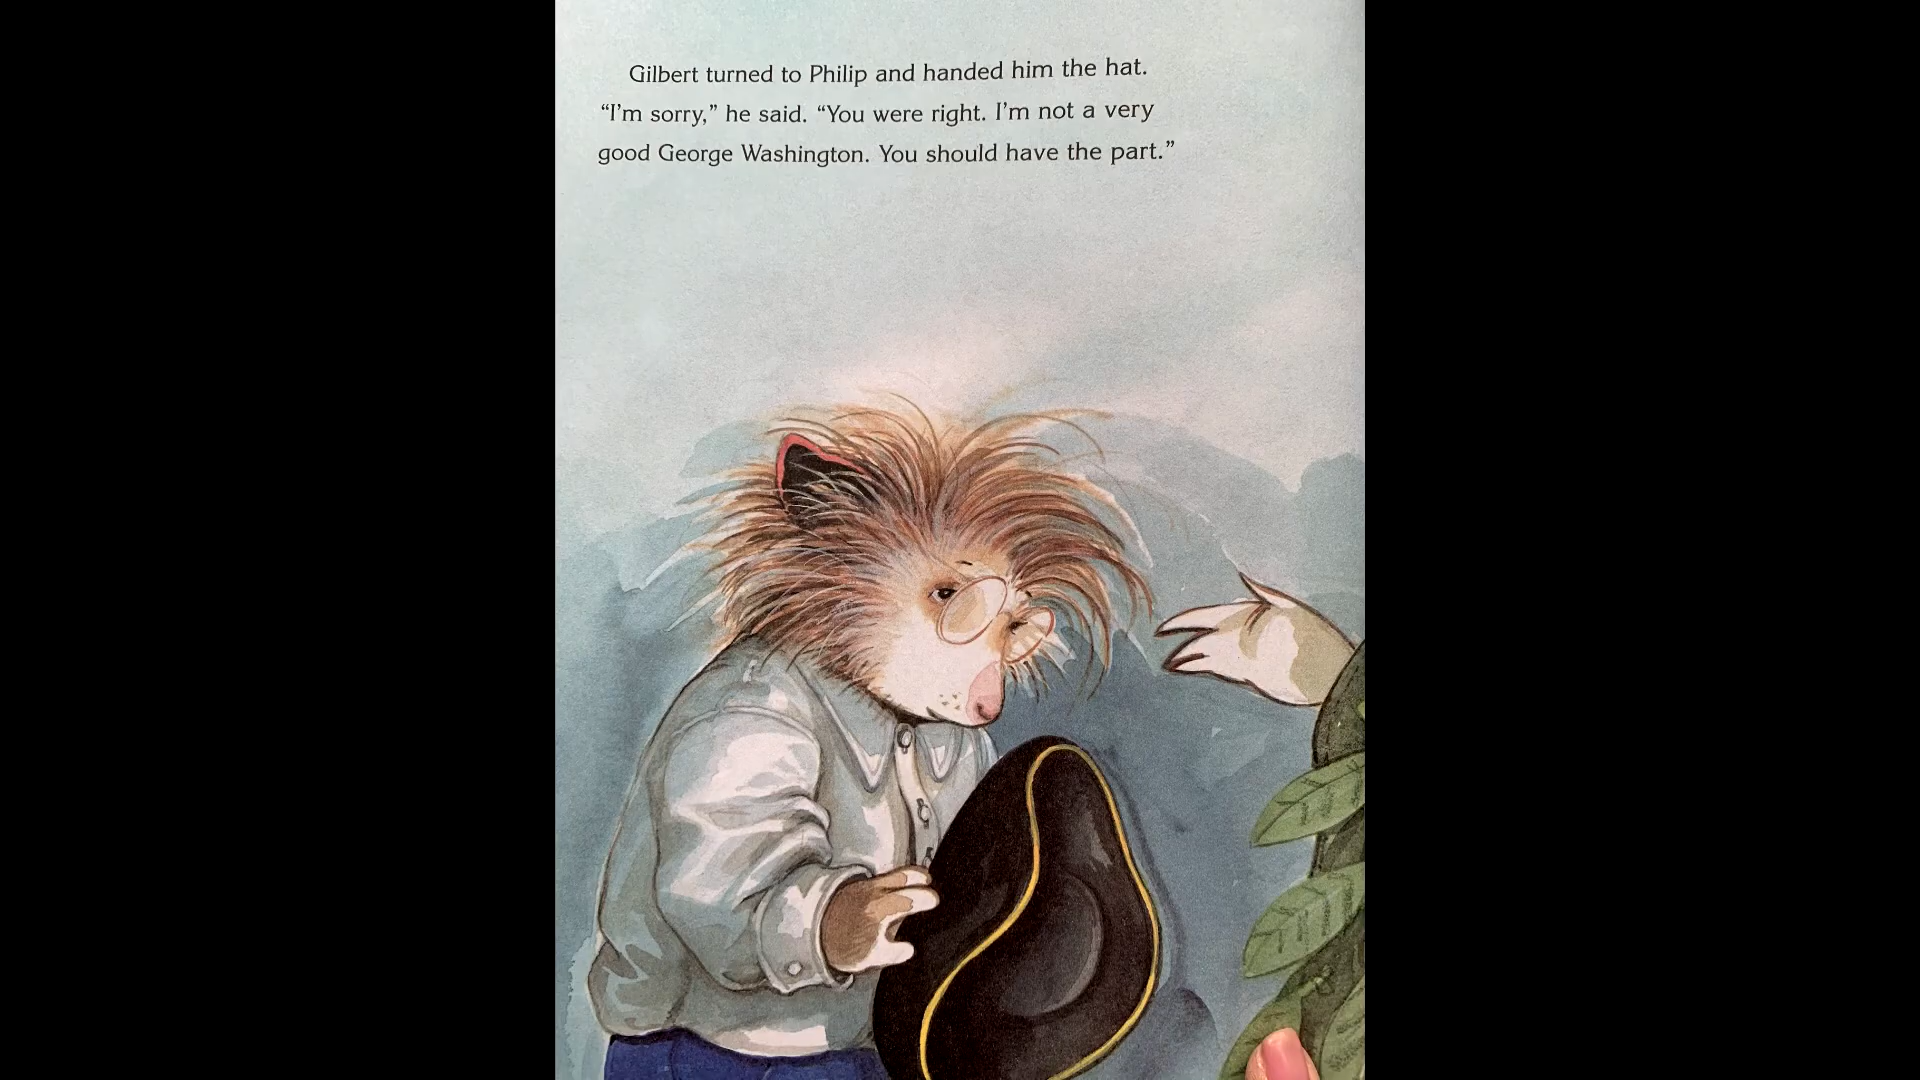 Gilbert turned to Philip and handed him the hat.
“I’m sorry,” he said. “You were right. I’m not a very
good George Washington. You should have the part.”